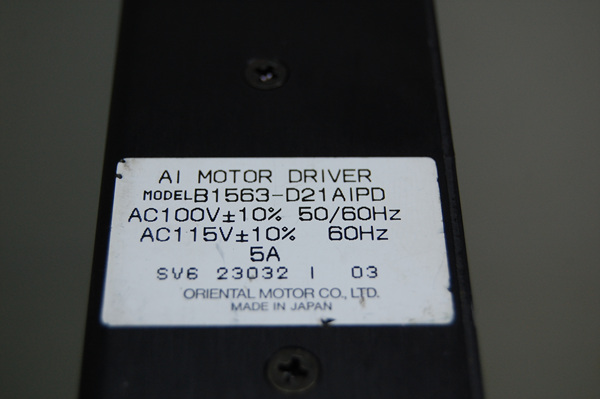 AI MOTOR DRIVER
MODEL B1563-D21AIPD
AC100V±10% 50/60Hz
AC115V±10% 60Hz
5A
SV6 23032 I 03
ORIENTAL MOTOR CO., LTD.
MADE IN JAPAN